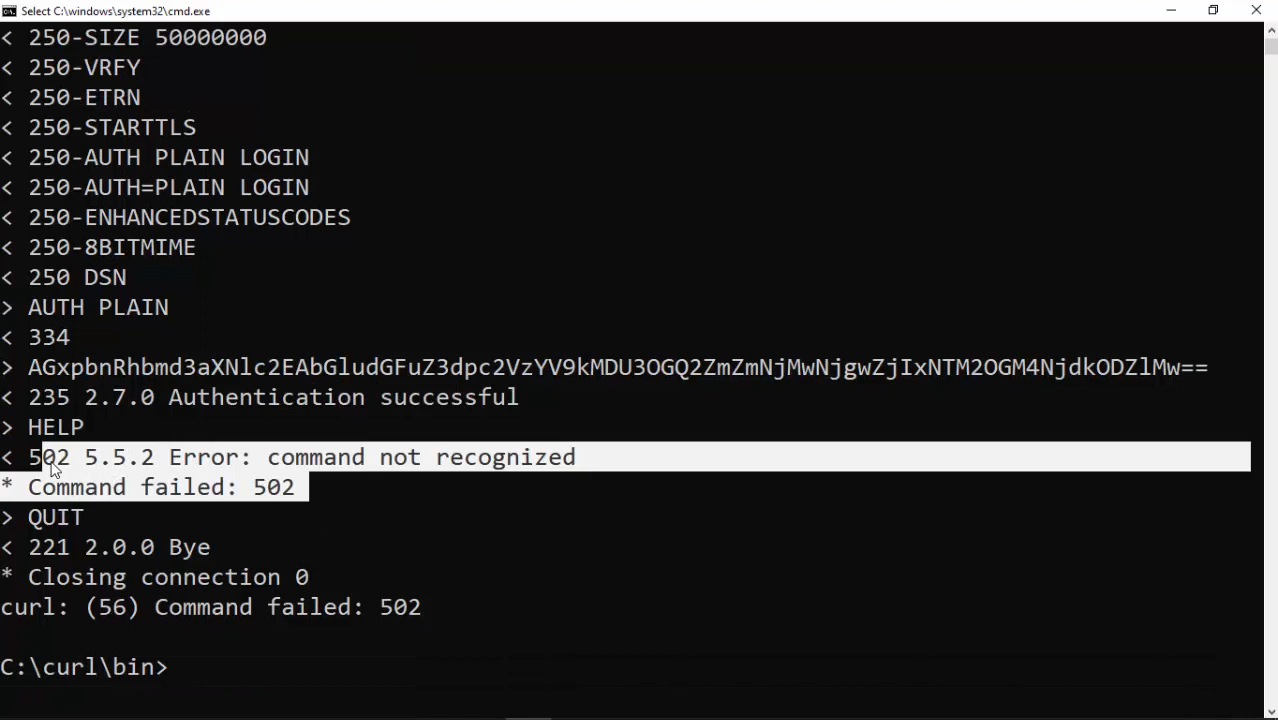 Select C:\windows\system32\cmd.exe
< 250-SIZE 50000000
< 250-VRFY
< 250-ETRN
< 250-STARTTLS
< 250-AUTH PLAIN LOGIN
< 250-AUTH=PLAIN LOGIN
< 250-ENHANCEDSTATUSCODES
< 250-8BITMIME
< 250 DSN
> AUTH PLAIN
< 334
> AGxpbnRhbmd3aXNlc2EAbGludGFuZ3dpc2VzYV9kMDU3OGQ2ZmZmNjMwNjgwZjIxNTM2OGM4NjdkODZlMw==
< 235 2.7.0 Authentication successful
> HELP
< 502 5.5.2 Error: command not recognized
* Command failed: 502
> QUIT
< 221 2.0.0 Bye
* Closing connection 0
curl: (56) Command failed: 502
C:\curl\bin>